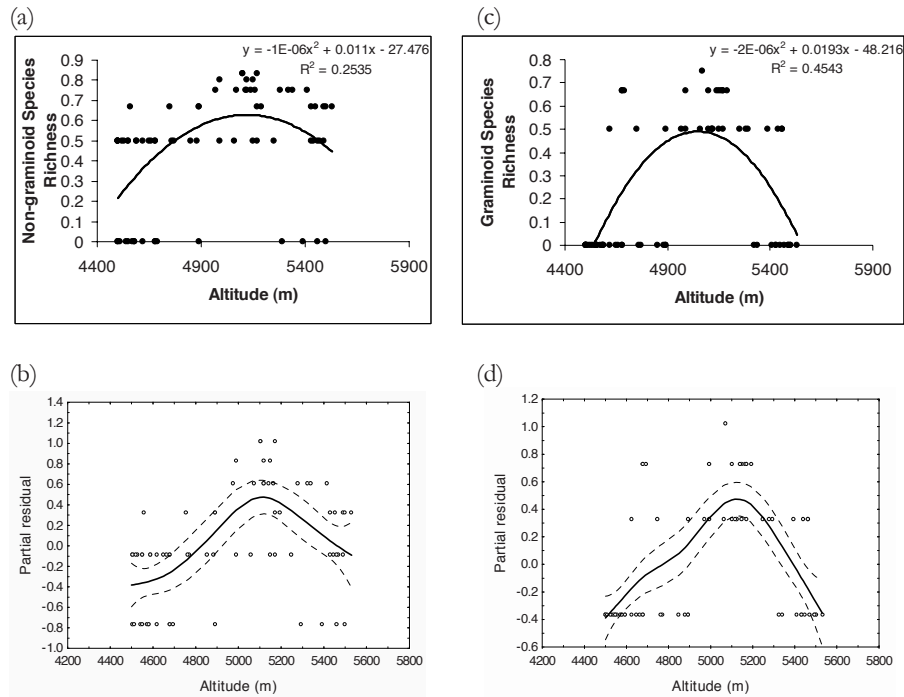 (a)
y = -1E-06x² + 0.011x - 27.476
R² = 0.2535
Non-graminoid Species
Richness
0.9
0.8
0.7
0.6
0.5
0.4
0.3
0.2
0.1
0
4400 4900 5400 5900
Altitude (m)
(c)
y = -2E-06x² + 0.0193x - 48.216
R² = 0.4543
Graminoid Species
Richness
0.8
0.7
0.6
0.5
0.4
0.3
0.2
0.1
0
4400 4900 5400 5900
Altitude (m)
(b)
Partial residual
1.4
1.2
1.0
0.8
0.6
0.4
0.2
0.0
-0.2
-0.4
-0.6
-0.8
-1.0
4200 4400 4600 4800 5000 5200 5400 5600 5800
Altitude (m)
(d)
Partial residual
1.2
1.0
0.8
0.6
0.4
0.2
0.0
-0.2
-0.4
-0.6
4200 4400 4600 4800 5000 5200 5400 5600 5800
Altitude (m)